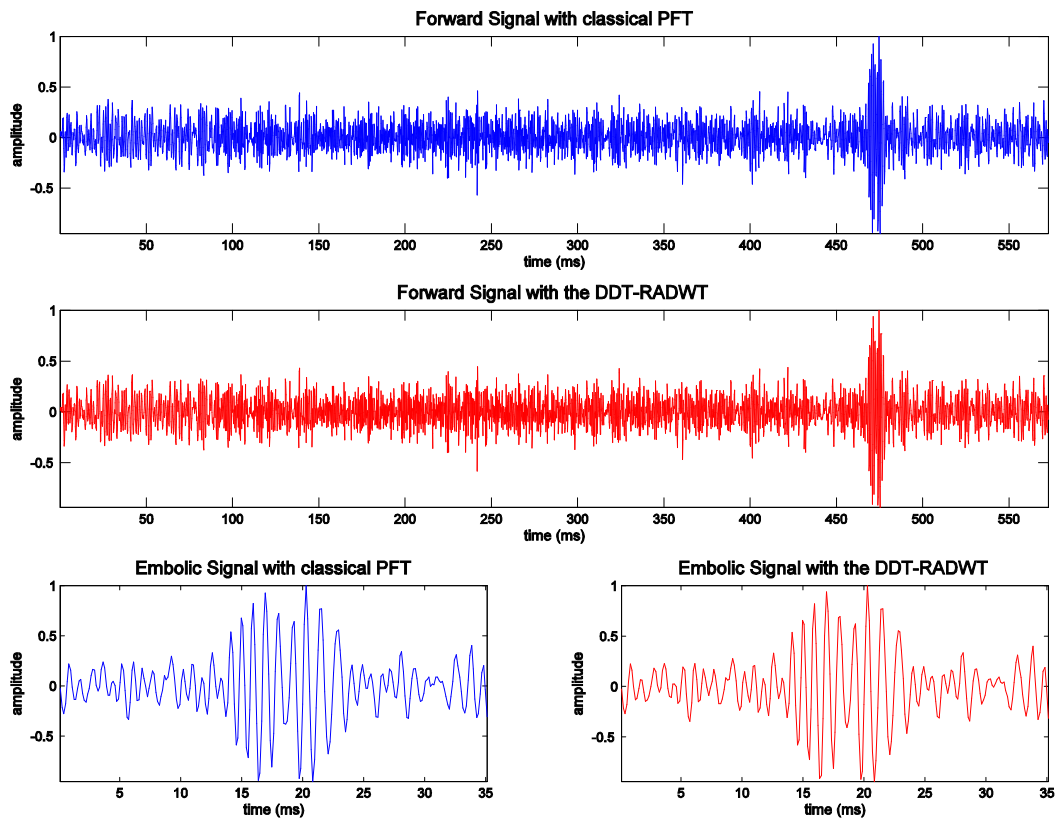 Forward Signal with classical PFT
1
0.5
0
-0.5
amplitude
50 100 150 200 250 300 350 400 450 500 550
time (ms)
Forward Signal with the DDT-RADWT
1
0.5
0
-0.5
amplitude
50 100 150 200 250 300 350 400 450 500 550
time (ms)
Embolic Signal with classical PFT
1
0.5
0
-0.5
amplitude
5 10 15 20 25 30 35
time (ms)
Embolic Signal with the DDT-RADWT
1
0.5
0
-0.5
amplitude
5 10 15 20 25 30 35
time (ms)